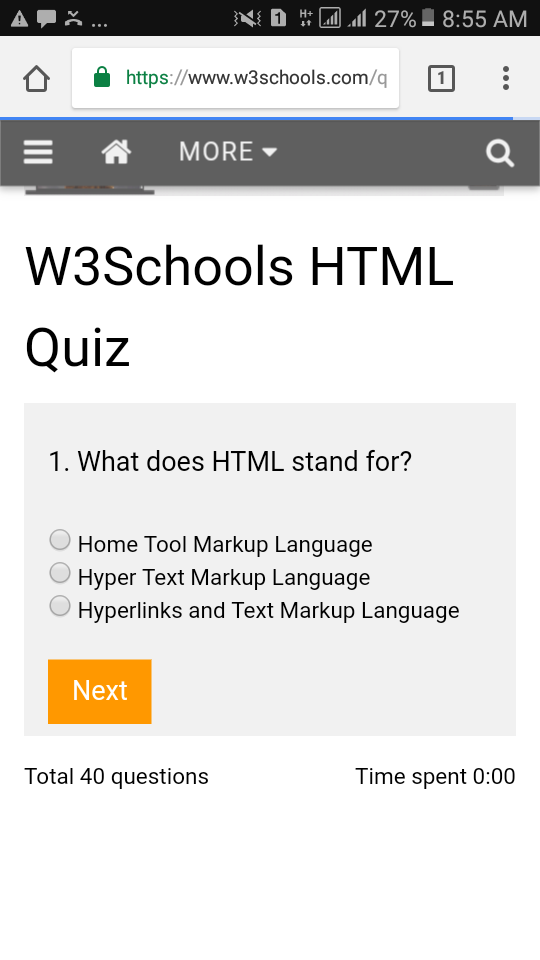 ... 1 H+ 27% 8:55 AM
https://www.w3schools.com/q 1
MORE
W3Schools HTML
Quiz
1. What does HTML stand for?
Home Tool Markup Language
Hyper Text Markup Language
Hyperlinks and Text Markup Language
Next
Total 40 questions Time spent 0:00